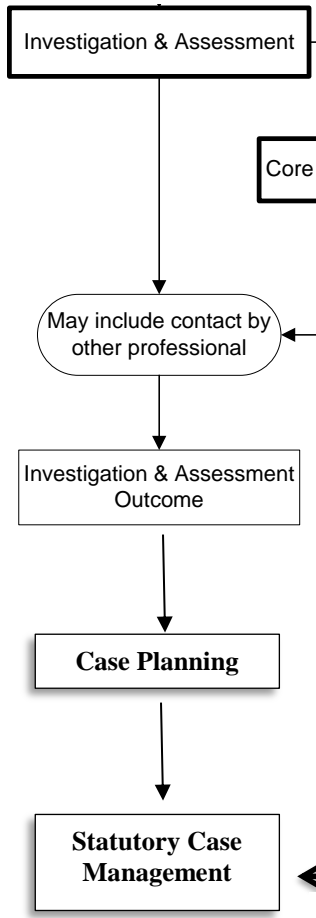 Investigation & Assessment
Core
May include contact by
other professional
Investigation & Assessment
Outcome
Case Planning
Statutory Case
Management